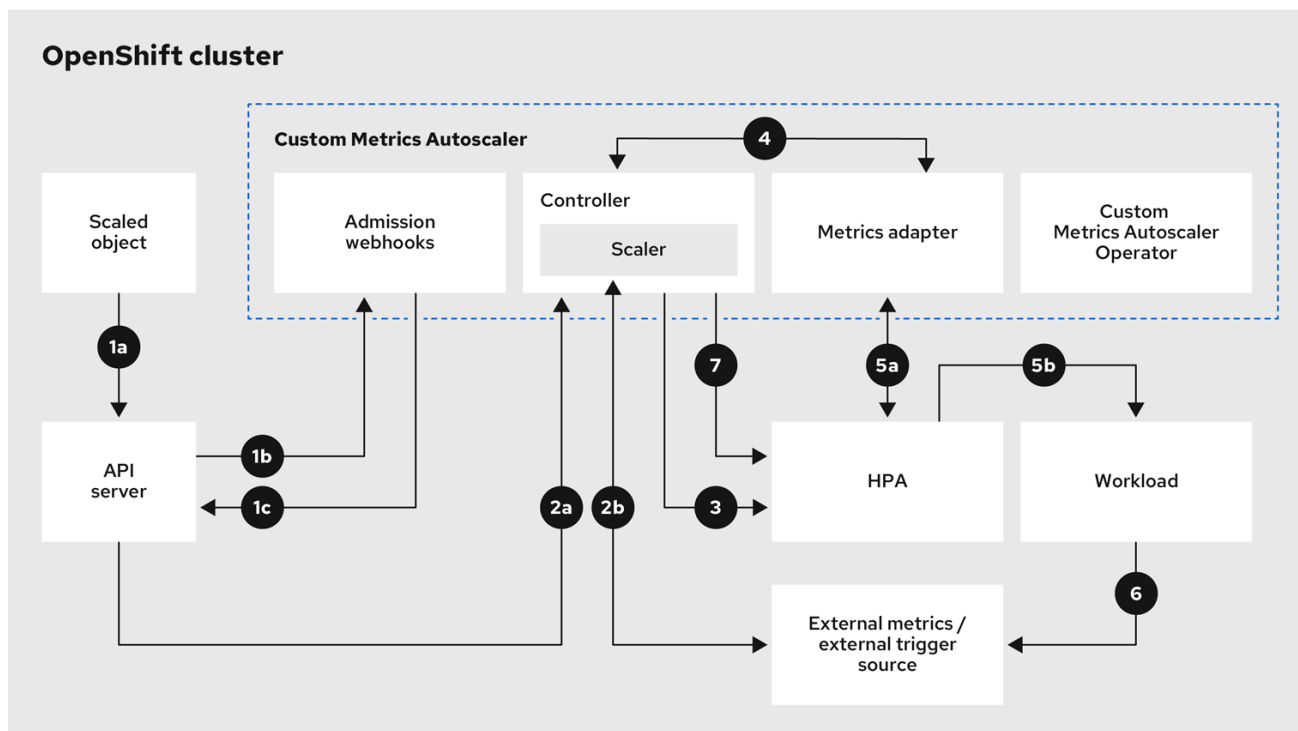 OpenShift cluster
Custom Metrics Autoscaler
4
Scaled
object
Admission
webhooks
Controller
Scaler
Metrics adapter
Custom
Metrics Autoscaler
Operator
1a
7
5a
5b
API
server
1b
1c
2a
2b
3
HPA
Workload
6
External metrics /
external trigger
source